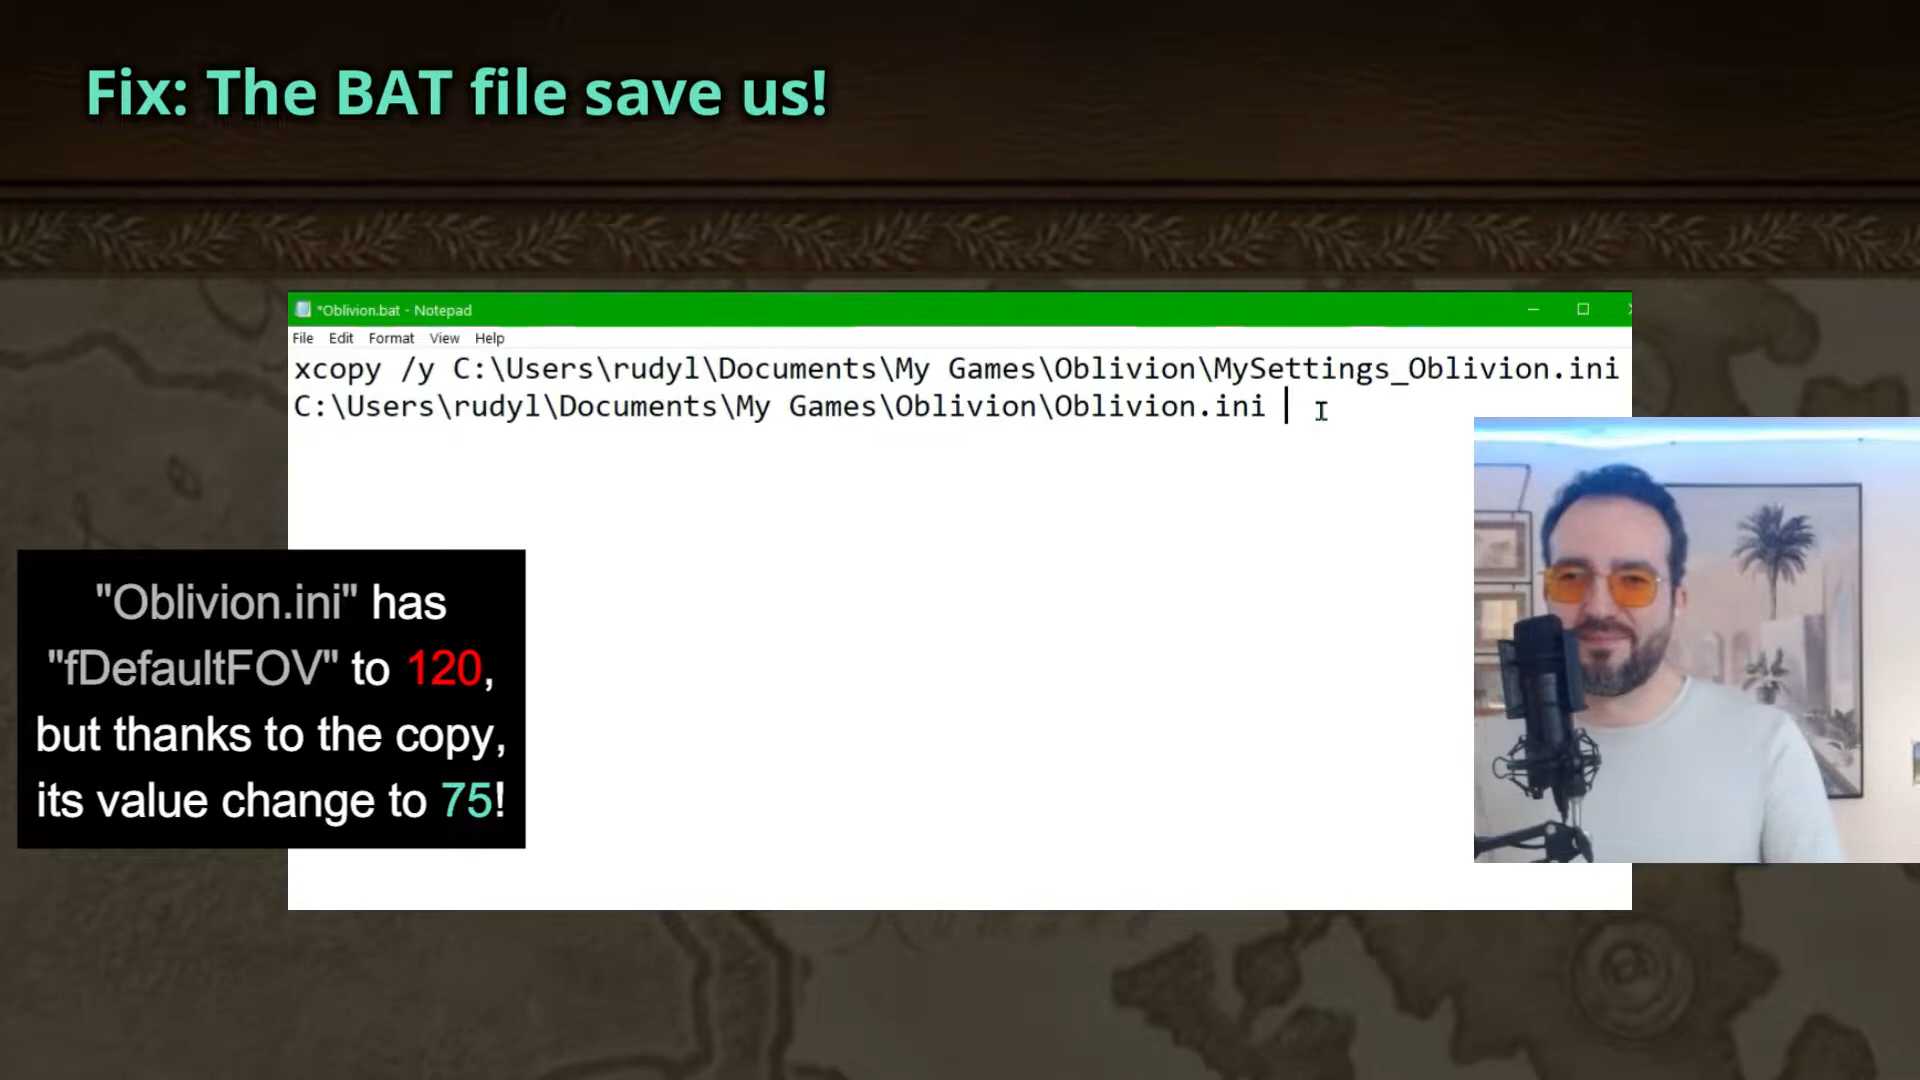 Fix: The BAT file save us!
*Oblivion.bat - Notepad
File Edit Format View Help
xcopy /y C:\Users\rudyl\Documents\My Games\Oblivion\MySettings_Oblivion.ini
C:\Users\rudyl\Documents\My Games\Oblivion\Oblivion.ini
"Oblivion.ini" has
"fDefaultFOV" to 120,
but thanks to the copy,
its value change to 75!